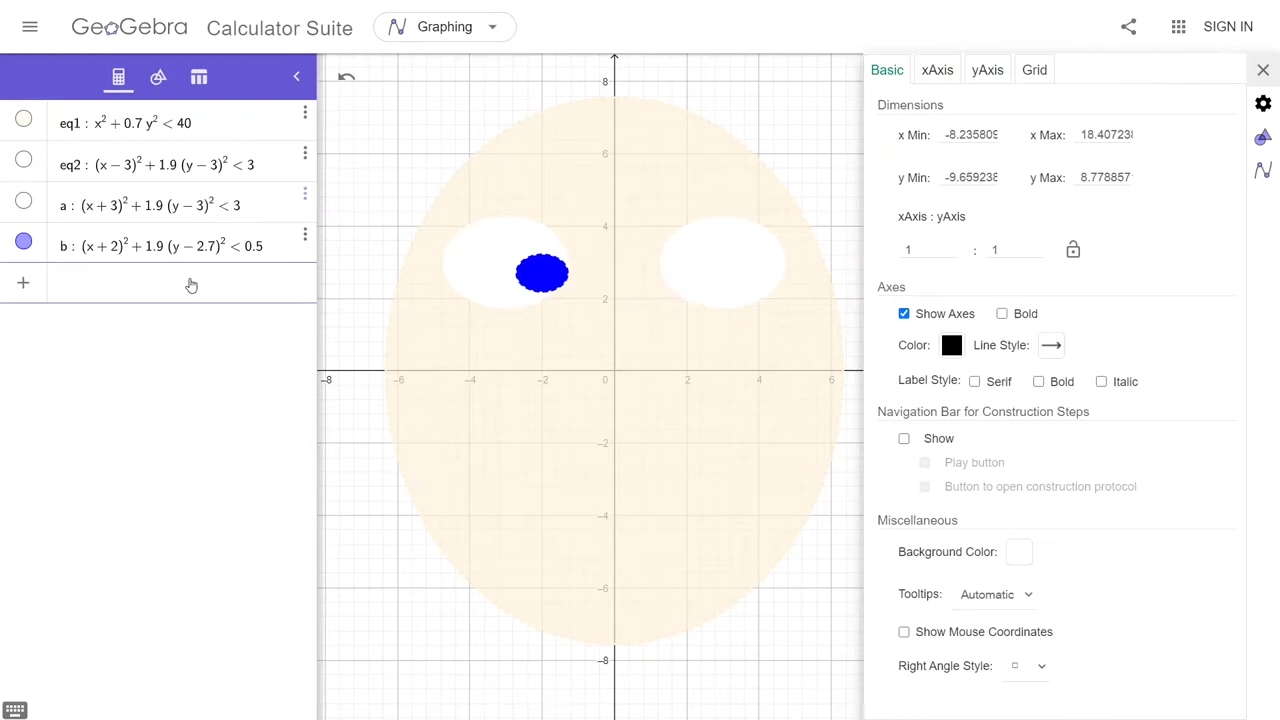 GeoGebra Calculator Suite Graphing SIGN IN
Basic xAxis yAxis Grid
eq1 : x² + 0.7 y² < 40
eq2 : (x − 3)² + 1.9 (y − 3)² < 3
a : (x + 3)² + 1.9 (y − 3)² < 3
b : (x + 2)² + 1.9 (y − 2.7)² < 0.5
8
6
4
2
−8 −6 −4 −2 0 2 4 6
−2
−4
−6
−8
Dimensions
x Min: -8.235809 x Max: 18.407238
y Min: -9.659238 y Max: 8.778857
xAxis : yAxis
1 : 1
Axes
Show Axes Bold
Color: Line Style:
Label Style: Serif Bold Italic
Navigation Bar for Construction Steps
Show
Play button
Button to open construction protocol
Miscellaneous
Background Color:
Tooltips: Automatic
Show Mouse Coordinates
Right Angle Style: